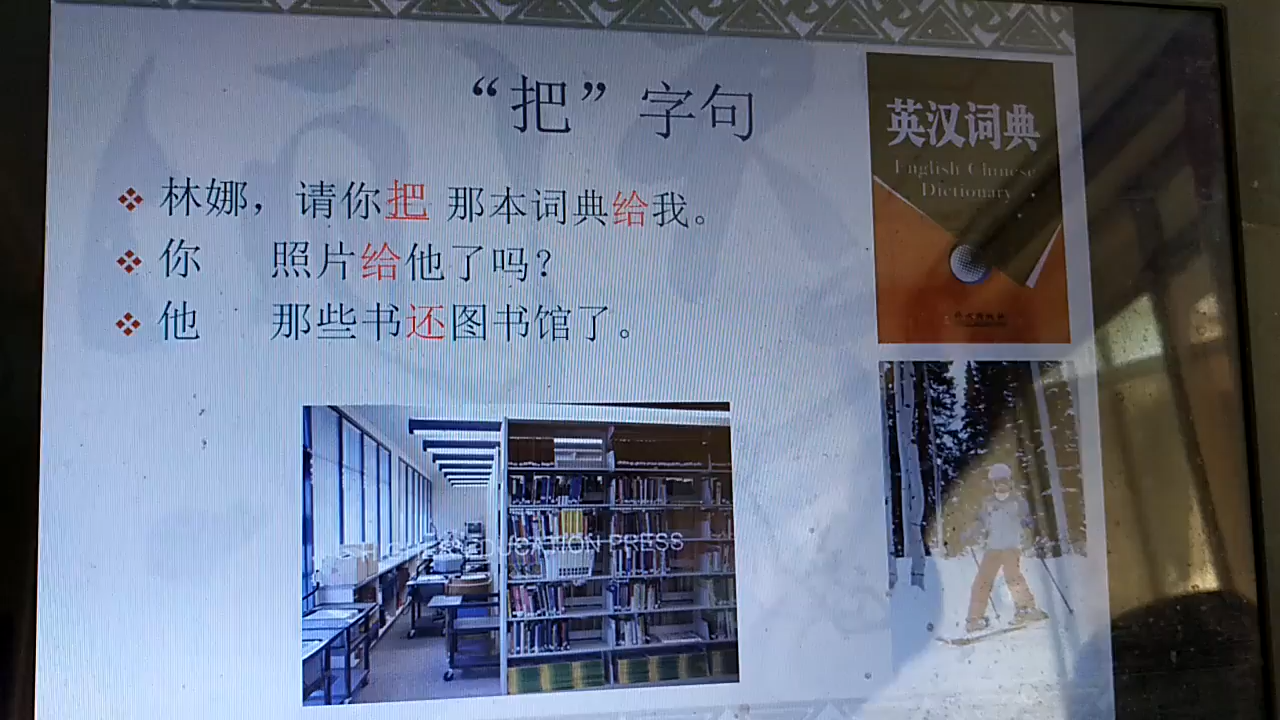 “把”字句
林娜，请你把 那本词典给我。
你 照片给他了吗？
他 那些书还图书馆了。
英汉词典
English Chinese
Dictionary
EDUCATION PRESS